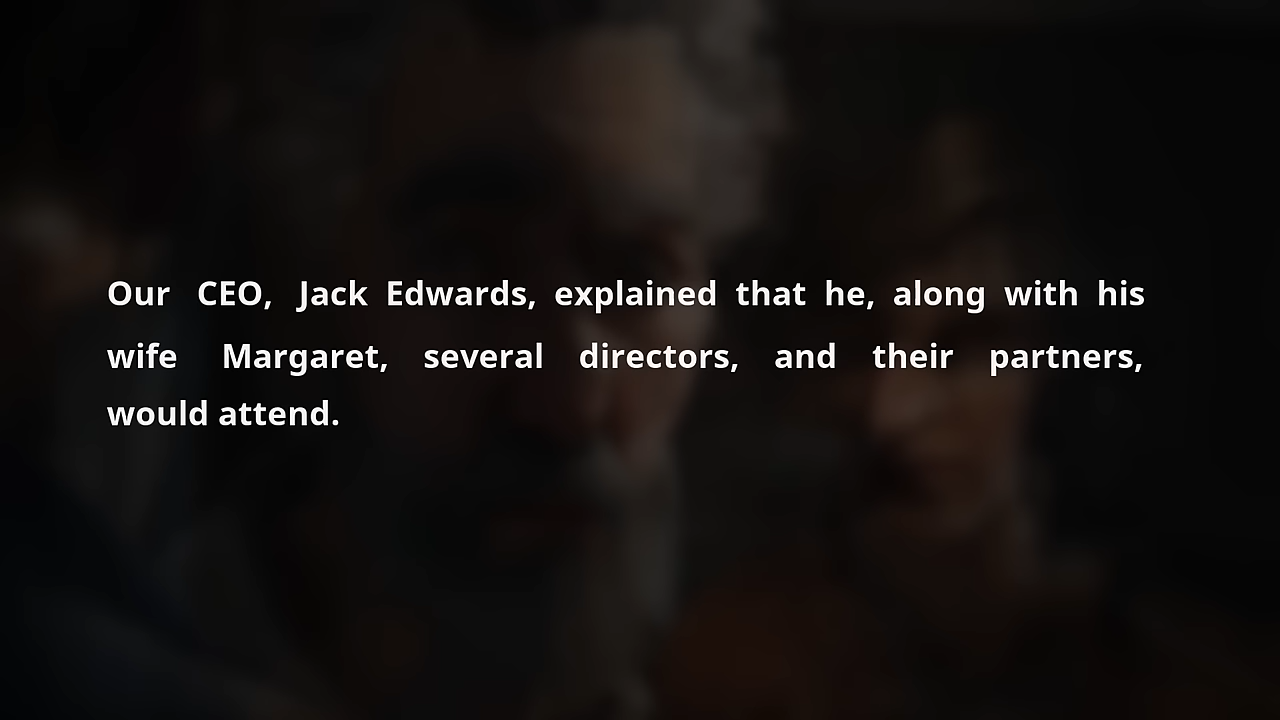 Our CEO, Jack Edwards, explained that he, along with his
wife Margaret, several directors, and their partners,
would attend.